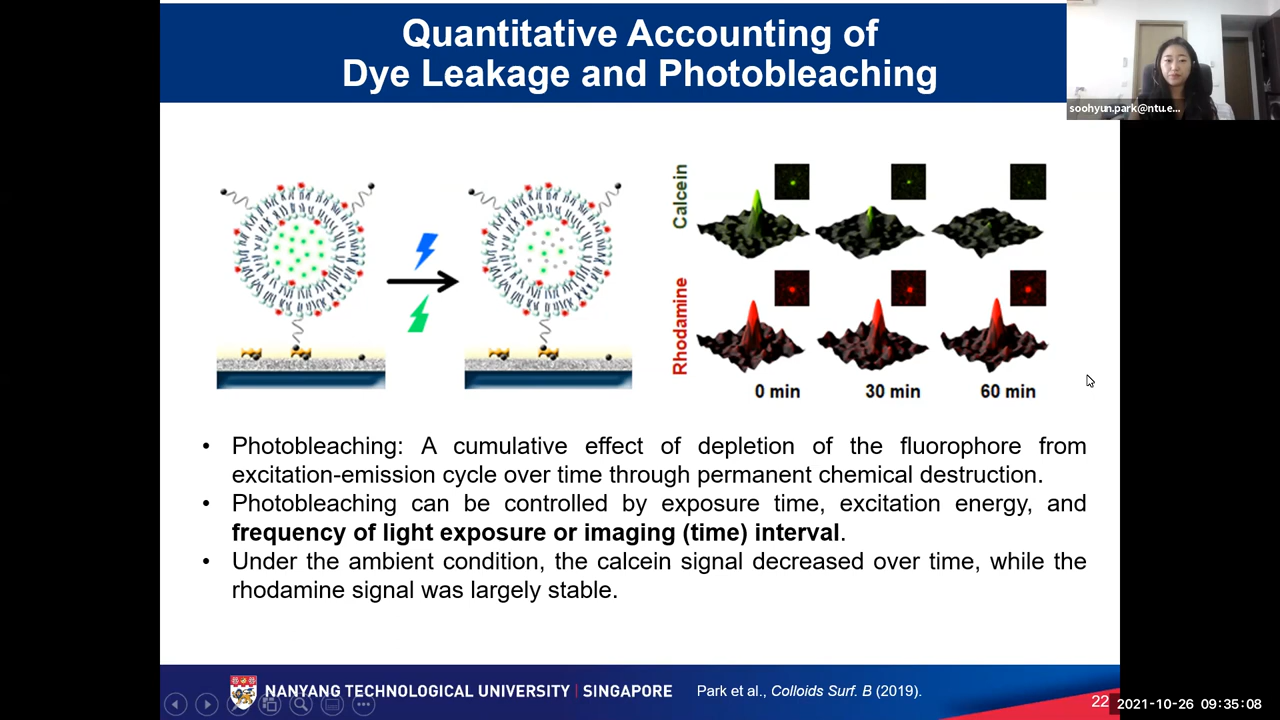 Quantitative Accounting of
Dye Leakage and Photobleaching
soohyun.park@ntu.e...
Calcein
Rhodamine
0 min
30 min
60 min
• Photobleaching: A cumulative effect of depletion of the fluorophore from
excitation-emission cycle over time through permanent chemical destruction.
• Photobleaching can be controlled by exposure time, excitation energy, and
frequency of light exposure or imaging (time) interval.
• Under the ambient condition, the calcein signal decreased over time, while the
rhodamine signal was largely stable.
NANYANG TECHNOLOGICAL UNIVERSITY | SINGAPORE
Park et al., Colloids Surf. B (2019).
22
2021-10-26 09:35:08